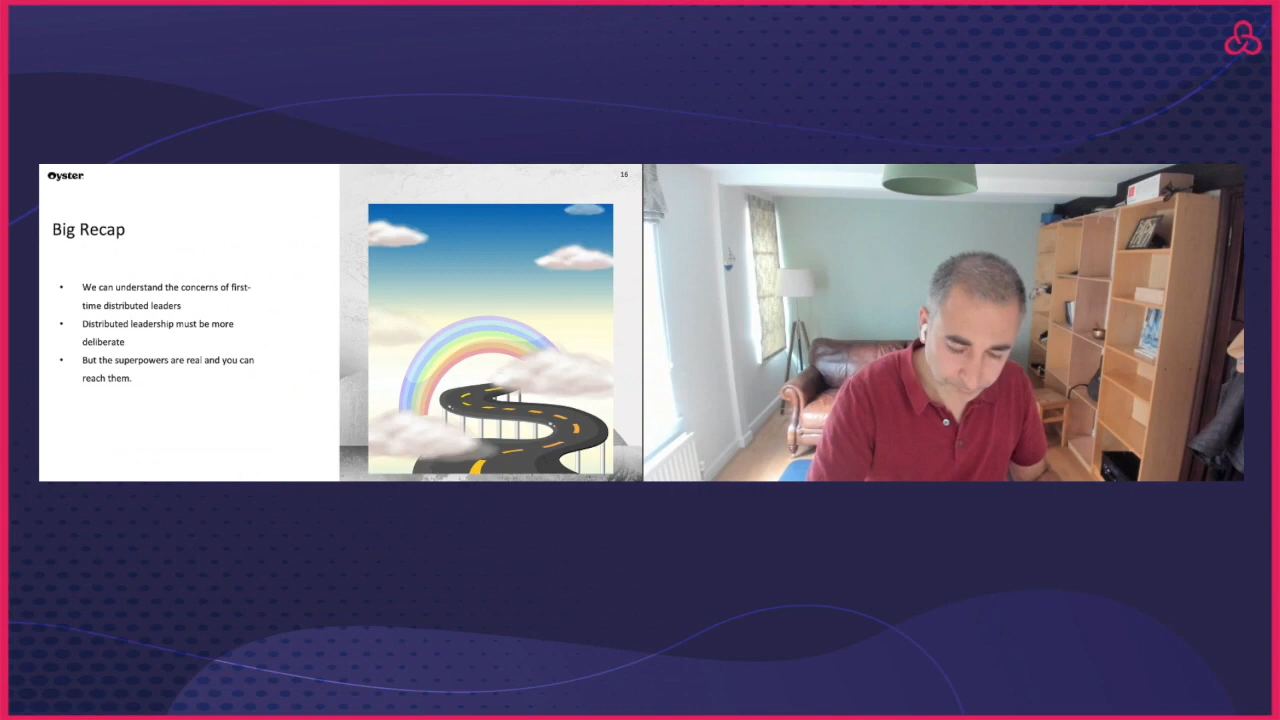 Oyster
16
Big Recap
• We can understand the concerns of first-
time distributed leaders
• Distributed leadership must be more
deliberate
• But the superpowers are real and you can
reach them.